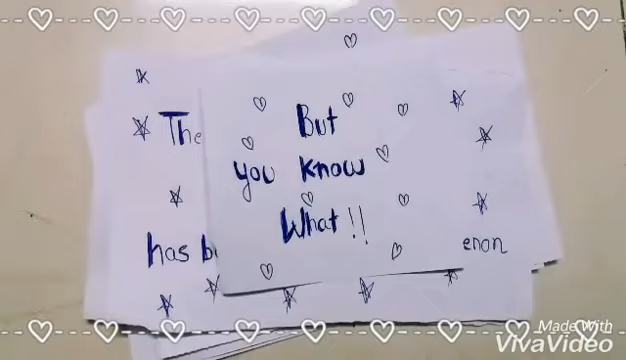 The
But
you know
What!!
has
enon
Made With
VivaVideo